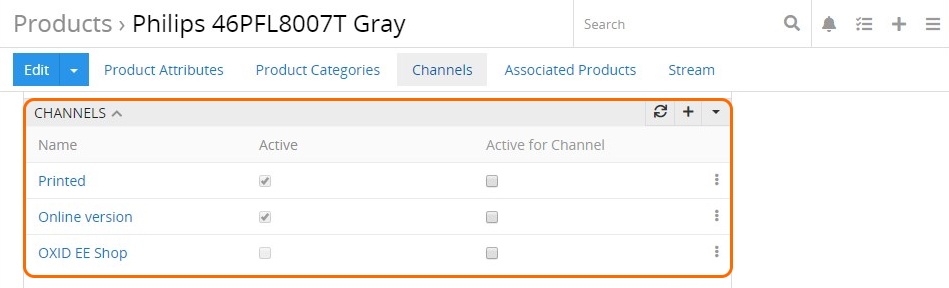 Products › Philips 46PFL8007T Gray
Search
Edit Product Attributes Product Categories Channels Associated Products Stream
CHANNELS
Name Active Active for Channel
Printed
Online version
OXID EE Shop